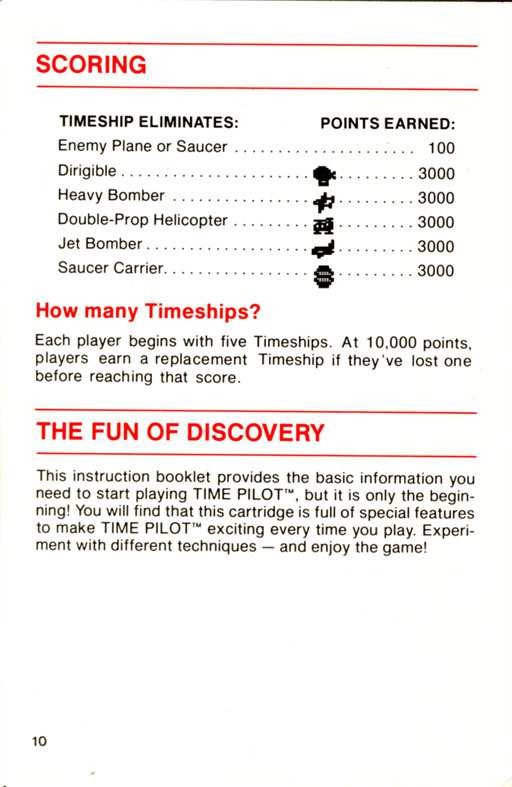 SCORING
TIMESHIP ELIMINATES: POINTS EARNED:
Enemy Plane or Saucer . . . . . . . . . . . . . . . . . . . . . 100
Dirigible . . . . . . . . . . . . . . . . . . . . . . . . . . . . . . 3000
Heavy Bomber . . . . . . . . . . . . . . . . . . . . . . . . 3000
Double-Prop Helicopter . . . . . . . . . . . . . . . . . . 3000
Jet Bomber . . . . . . . . . . . . . . . . . . . . . . . . . . . . 3000
Saucer Carrier. . . . . . . . . . . . . . . . . . . . . . . . . . 3000
How many Timeships?
Each player begins with five Timeships. At 10,000 points,
players earn a replacement Timeship if they've lost one
before reaching that score.
THE FUN OF DISCOVERY
This instruction booklet provides the basic information you
need to start playing TIME PILOT™, but it is only the begin-
ning! You will find that this cartridge is full of special features
to make TIME PILOT™ exciting every time you play. Experi-
ment with different techniques — and enjoy the game!
10